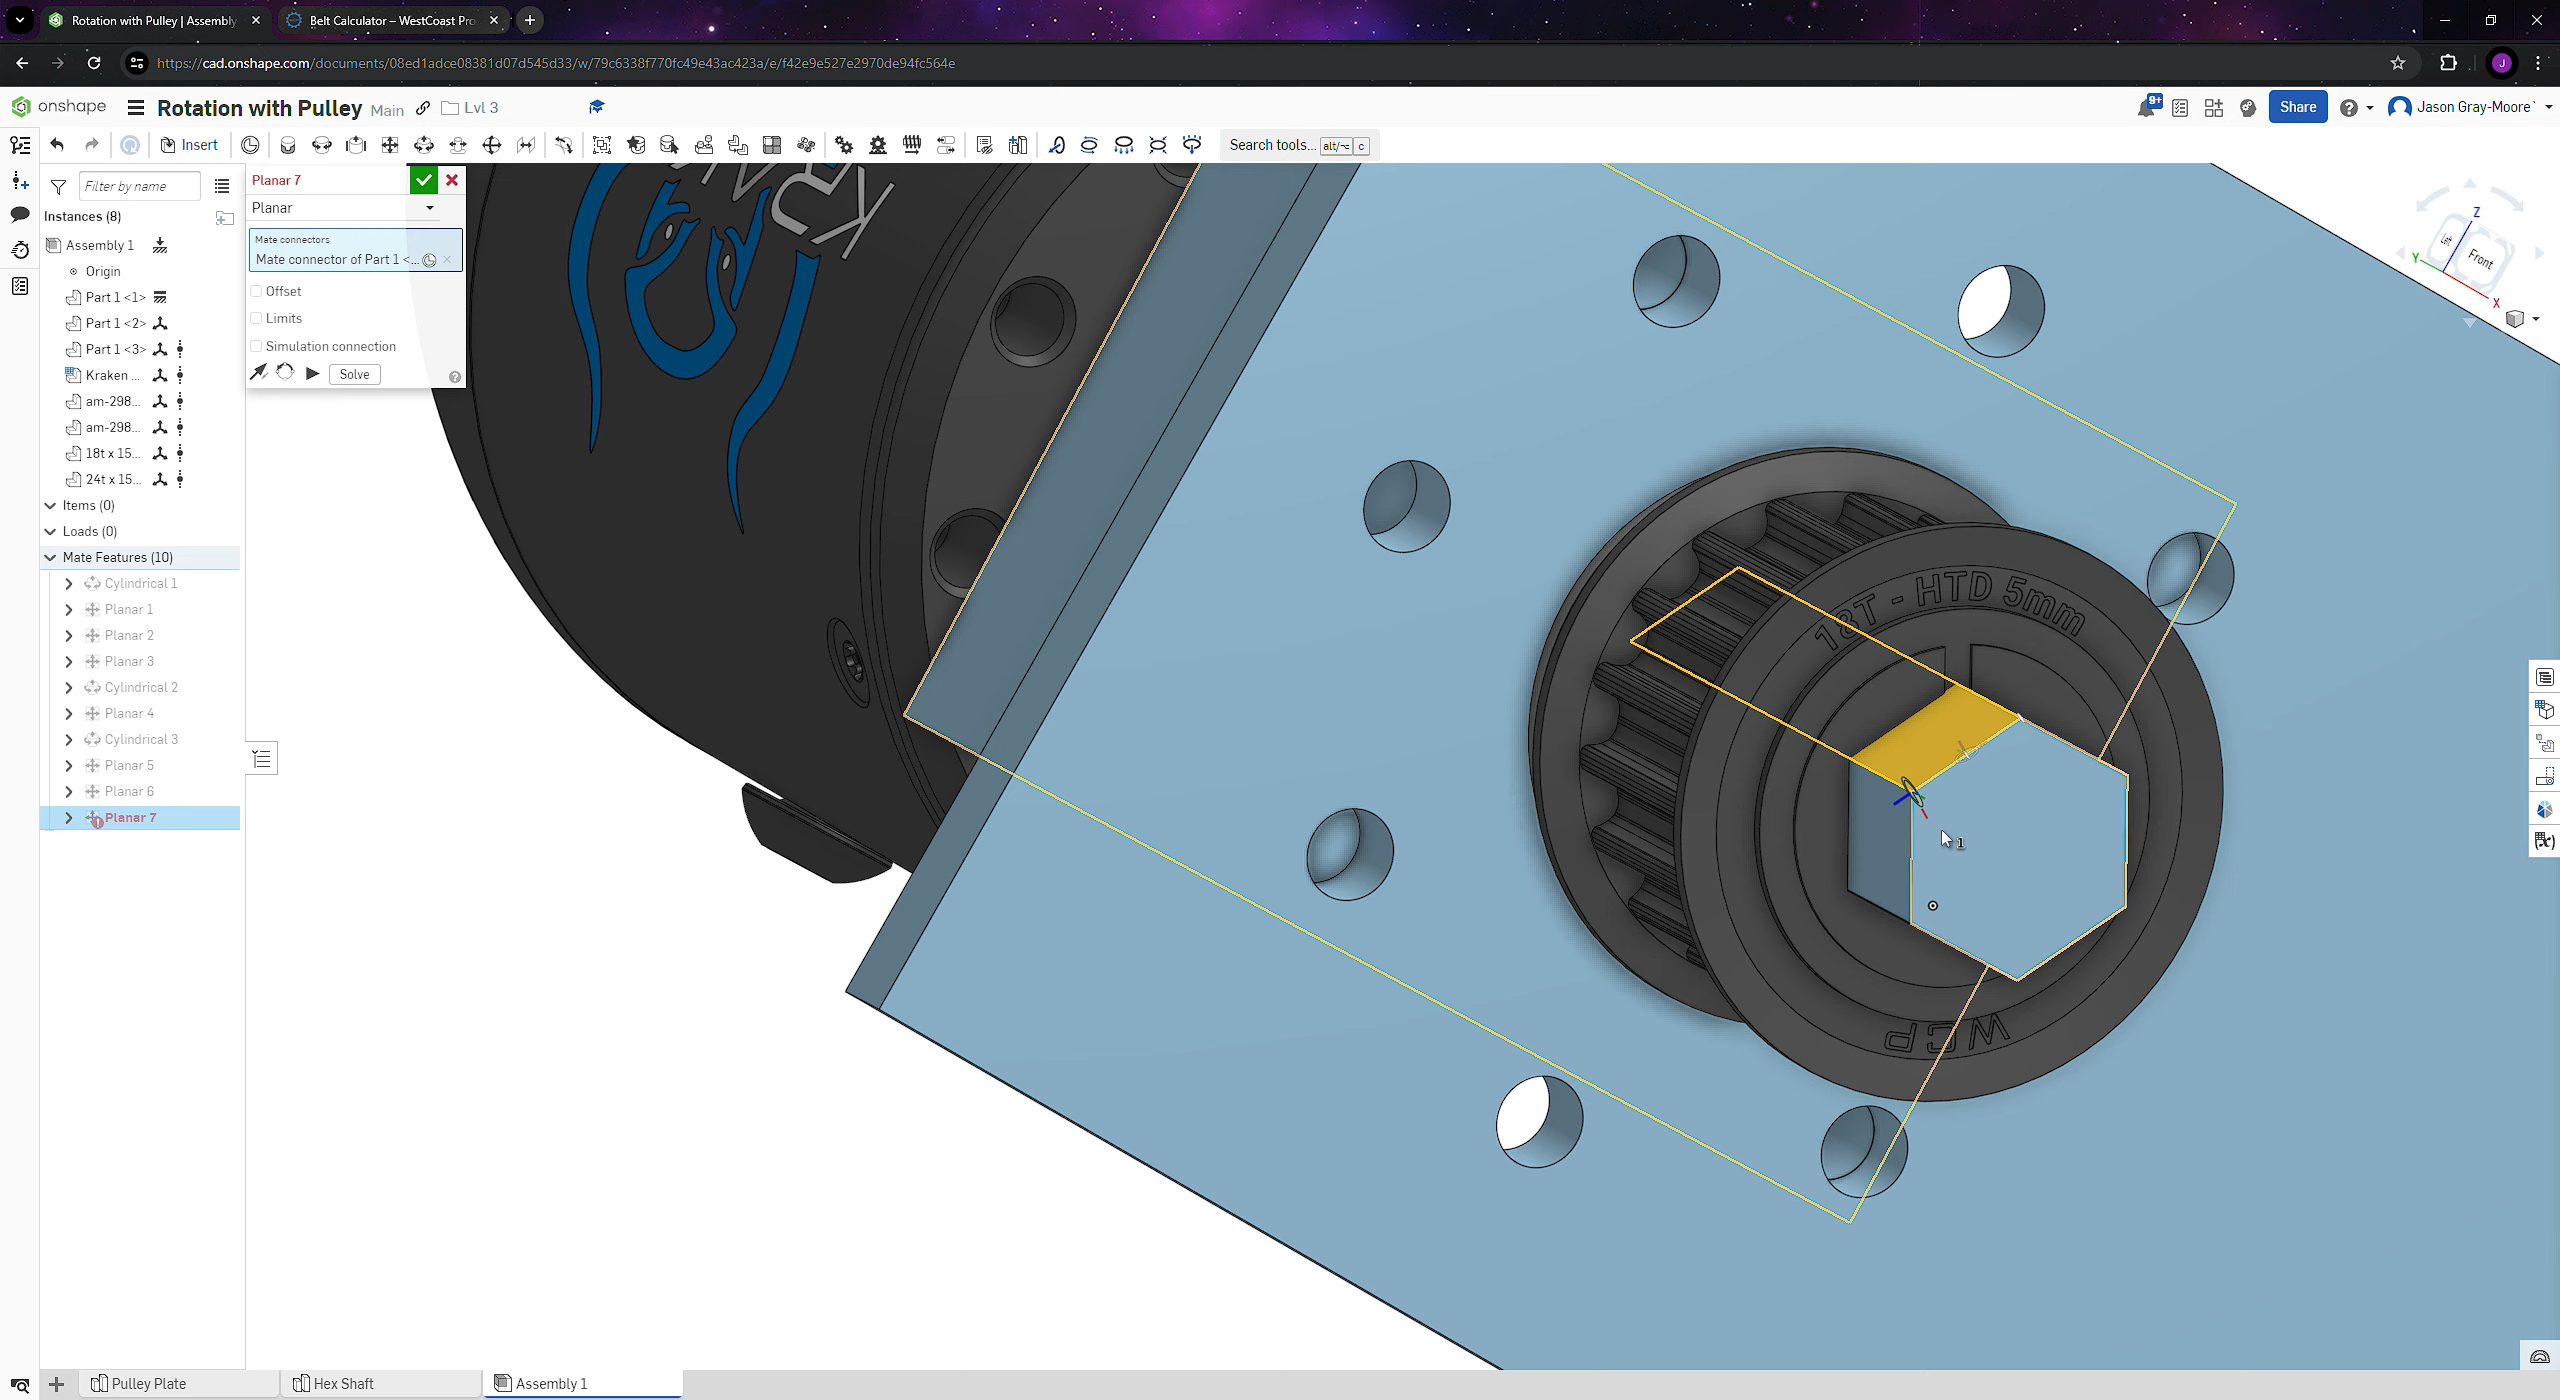 Rotation with Pulley | Assembly
Belt Calculator – WestCoast Pro
https://cad.onshape.com/documents/08ed1adce08381d07d545d33/w/79c6338f770fc49e43ac423a/e/f42e9e527e2970de94fc564e
J
onshape
Rotation with Pulley
Main
Lvl 3
9+
Share
Jason Gray-Moore`
Insert
Search tools... alt/⌥ c
Filter by name
Instances (8)
Assembly 1
Origin
Part 1 <1>
Part 1 <2>
Part 1 <3>
Kraken ...
am-298...
am-298...
18t x 15...
24t x 15...
Items (0)
Loads (0)
Mate Features (10)
Cylindrical 1
Planar 1
Planar 2
Planar 3
Cylindrical 2
Planar 4
Cylindrical 3
Planar 5
Planar 6
Planar 7
Planar 7
Planar
Mate connectors
Mate connector of Part 1 <...
Offset
Limits
Simulation connection
Solve
18T - HTD 5mm
WCP
1
Z
Y
X
Front
Pulley Plate
Hex Shaft
Assembly 1